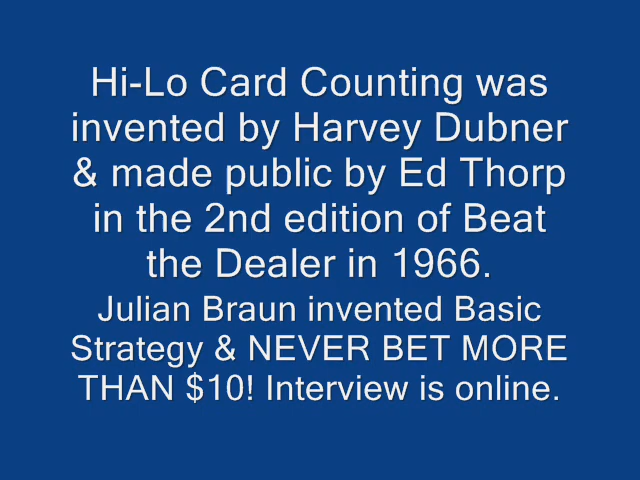 Hi-Lo Card Counting was
invented by Harvey Dubner
& made public by Ed Thorp
in the 2nd edition of Beat
the Dealer in 1966.
Julian Braun invented Basic
Strategy & NEVER BET MORE
THAN $10! Interview is online.